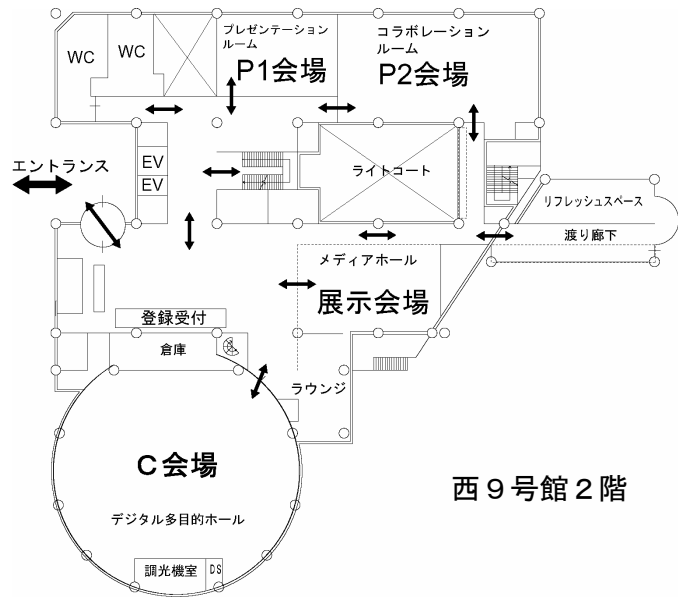 プレゼンテーション
ルーム
P1会場
コラボレーション
ルーム
P2会場
WC
WC
エントランス
EV
EV
ライトコート
リフレッシュスペース
渡り廊下
メディアホール
展示会場
登録受付
倉庫
ラウンジ
C会場
デジタル多目的ホール
調光機室
DS
西9号館2階